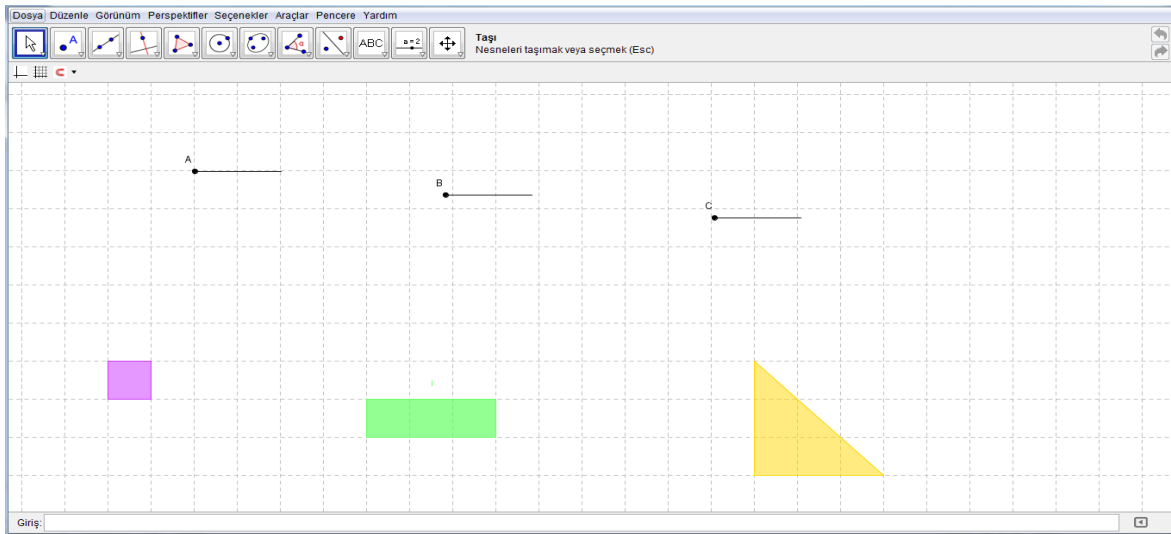 Dosya Düzenle Görünüm Perspektifler Seçenekler Araçlar Pencere Yardım
A
ABC
a = 2
Taşı
Nesneleri taşımak veya seçmek (Esc)
A
B
C
Giriş: